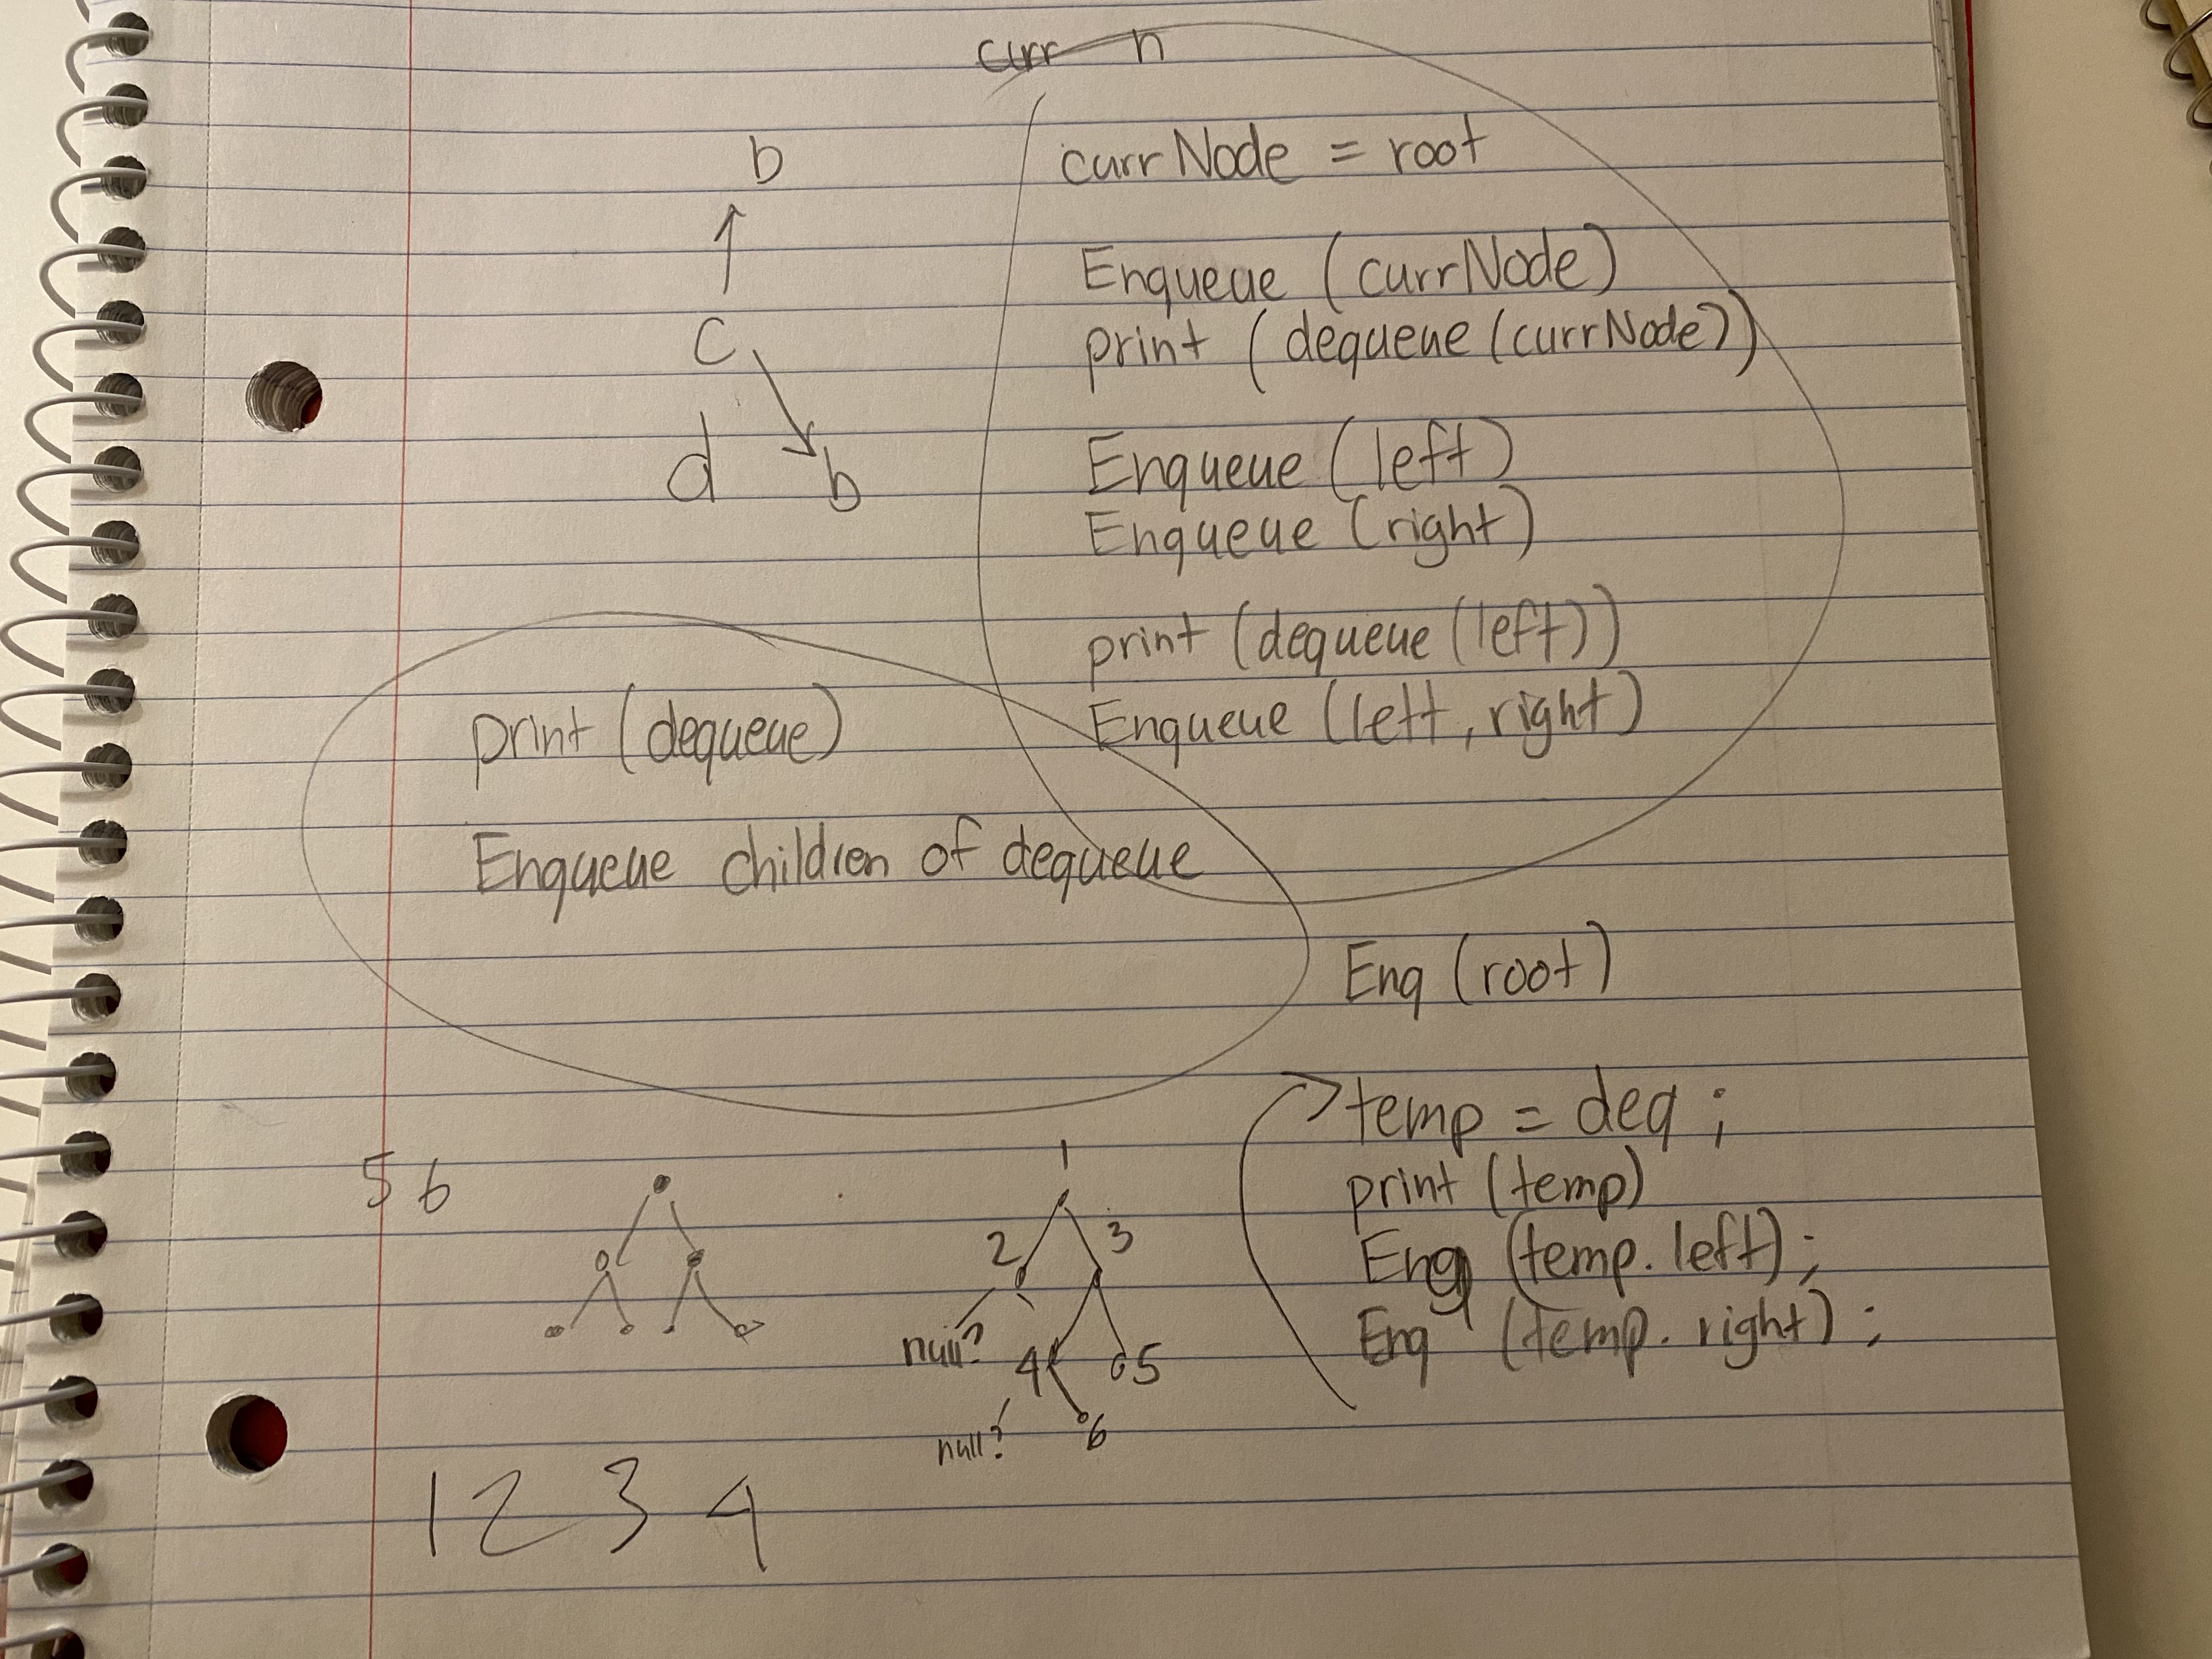 curr n
b
currNode = root
Enqueue (currNode)
c
print (dequeue (currNode))
d b
Enqueue (left)
Enqueue (right)
print (dequeue (left))
Enqueue (left, right)
print (dequeue)
Enqueue children of dequeue
Enq (root)
temp = deq ;
print (temp)
Enq (temp. left) ;
Enq (temp. right) ;
5 6
1
2 3
null? 4 5
null? 6
1 2 3 4